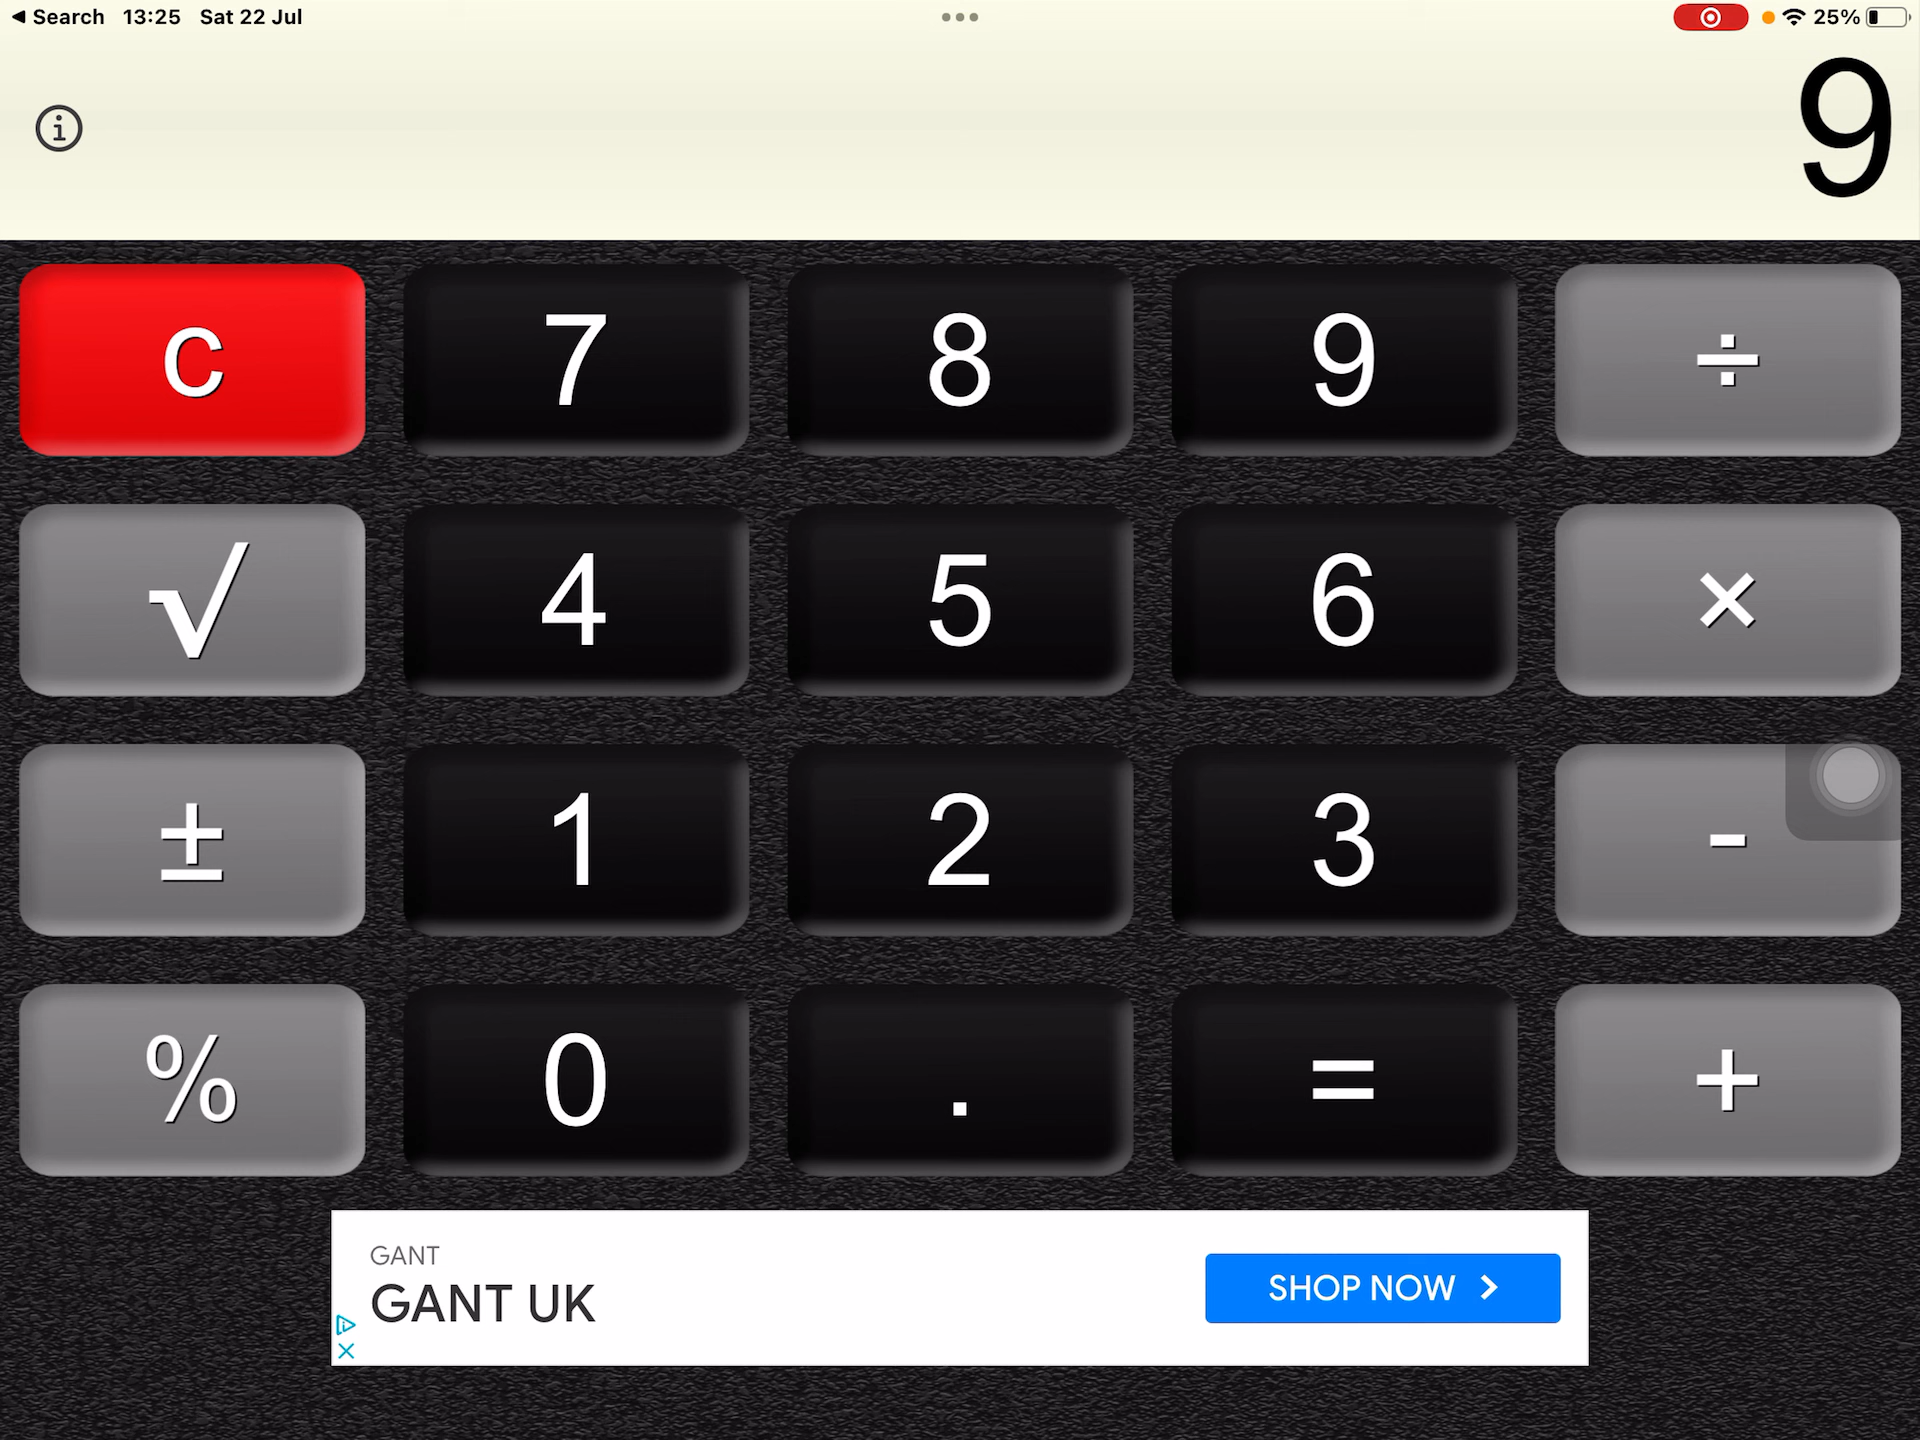 ◀ Search 13:25 Sat 22 Jul 25%
9
C 7 8 9 ÷
√ 4 5 6 ×
± 1 2 3 -
% 0 . = +
GANT
GANT UK
SHOP NOW